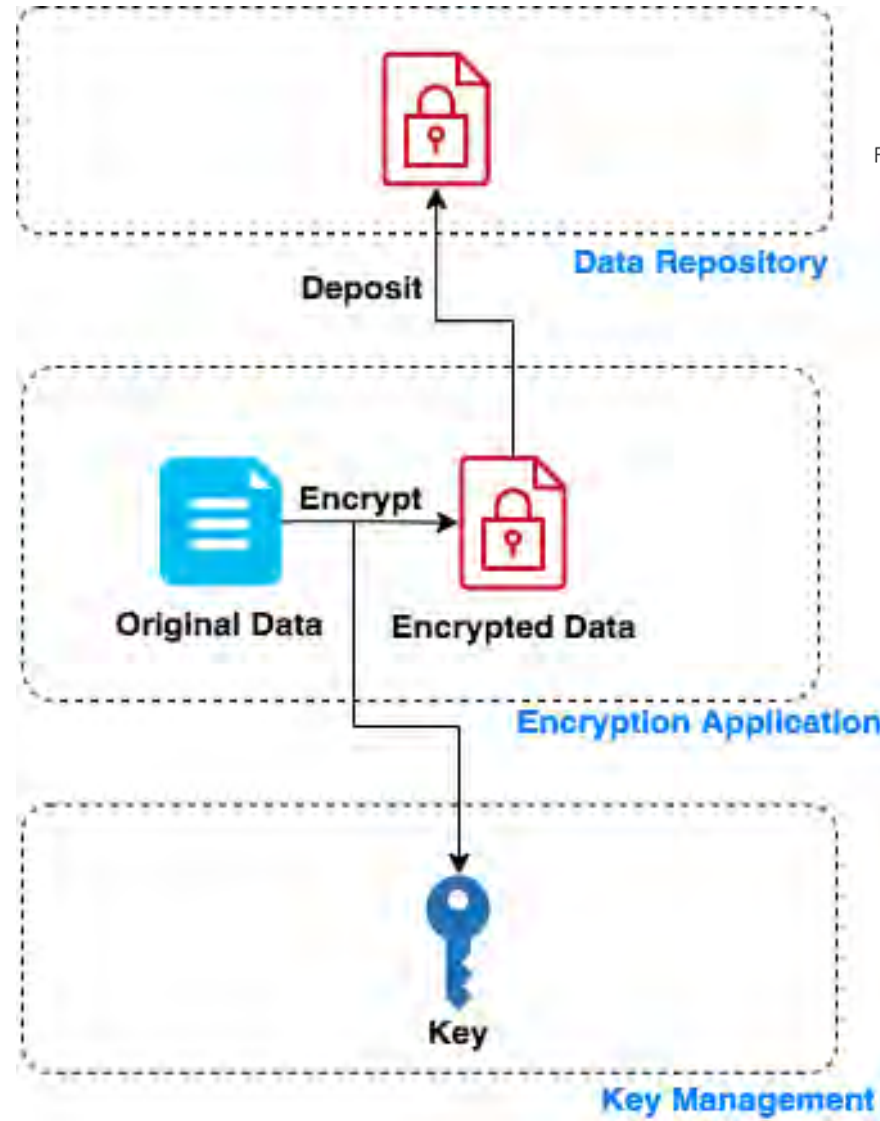 F
Data Repository
Deposit
Encrypt
Original Data
Encrypted Data
Encryption Application
Key
Key Management